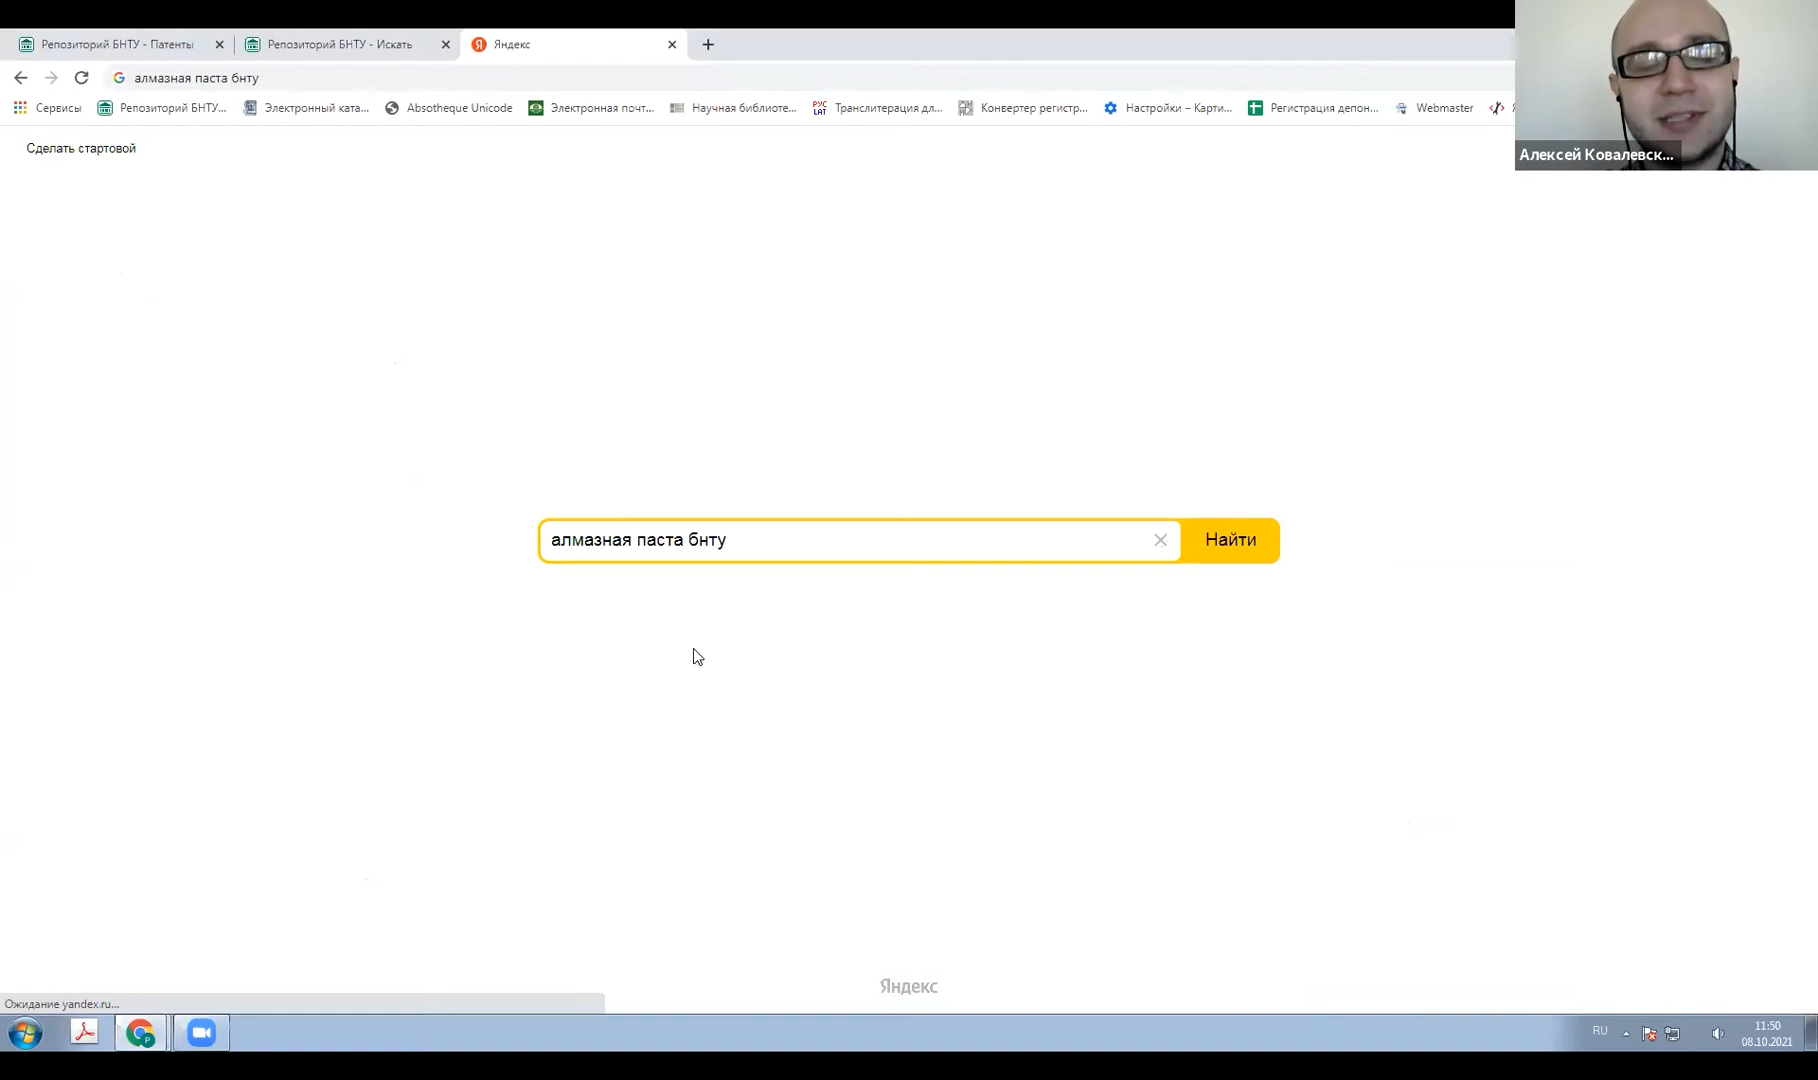 Репозиторий БНТУ - Патенты
Репозиторий БНТУ - Искать
Яндекс
алмазная паста бнту
Сервисы
Репозиторий БНТУ...
Электронный ката...
Absotheque Unicode
Электронная почт...
Научная библиоте...
РУС LAT
Транслитерация дл...
Конвертер регистр...
Настройки – Карти...
Регистрация депон...
Webmaster
Сделать стартовой
Алексей Ковалевск...
алмазная паста бнту
Найти
Яндекс
Ожидание yandex.ru...
RU
11:50
08.10.2021